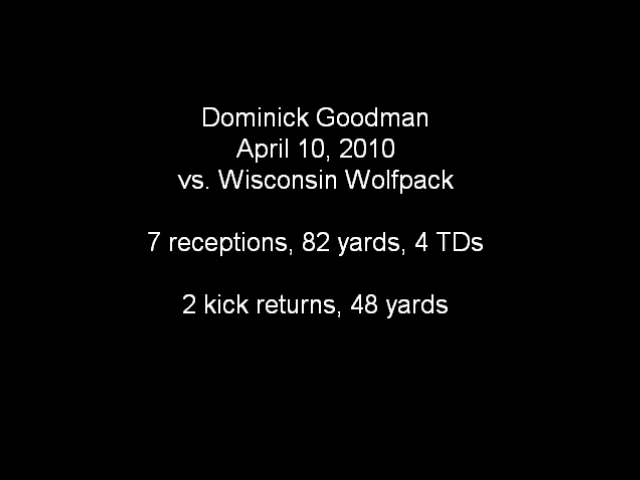 Dominick Goodman
April 10, 2010
vs. Wisconsin Wolfpack
7 receptions, 82 yards, 4 TDs
2 kick returns, 48 yards